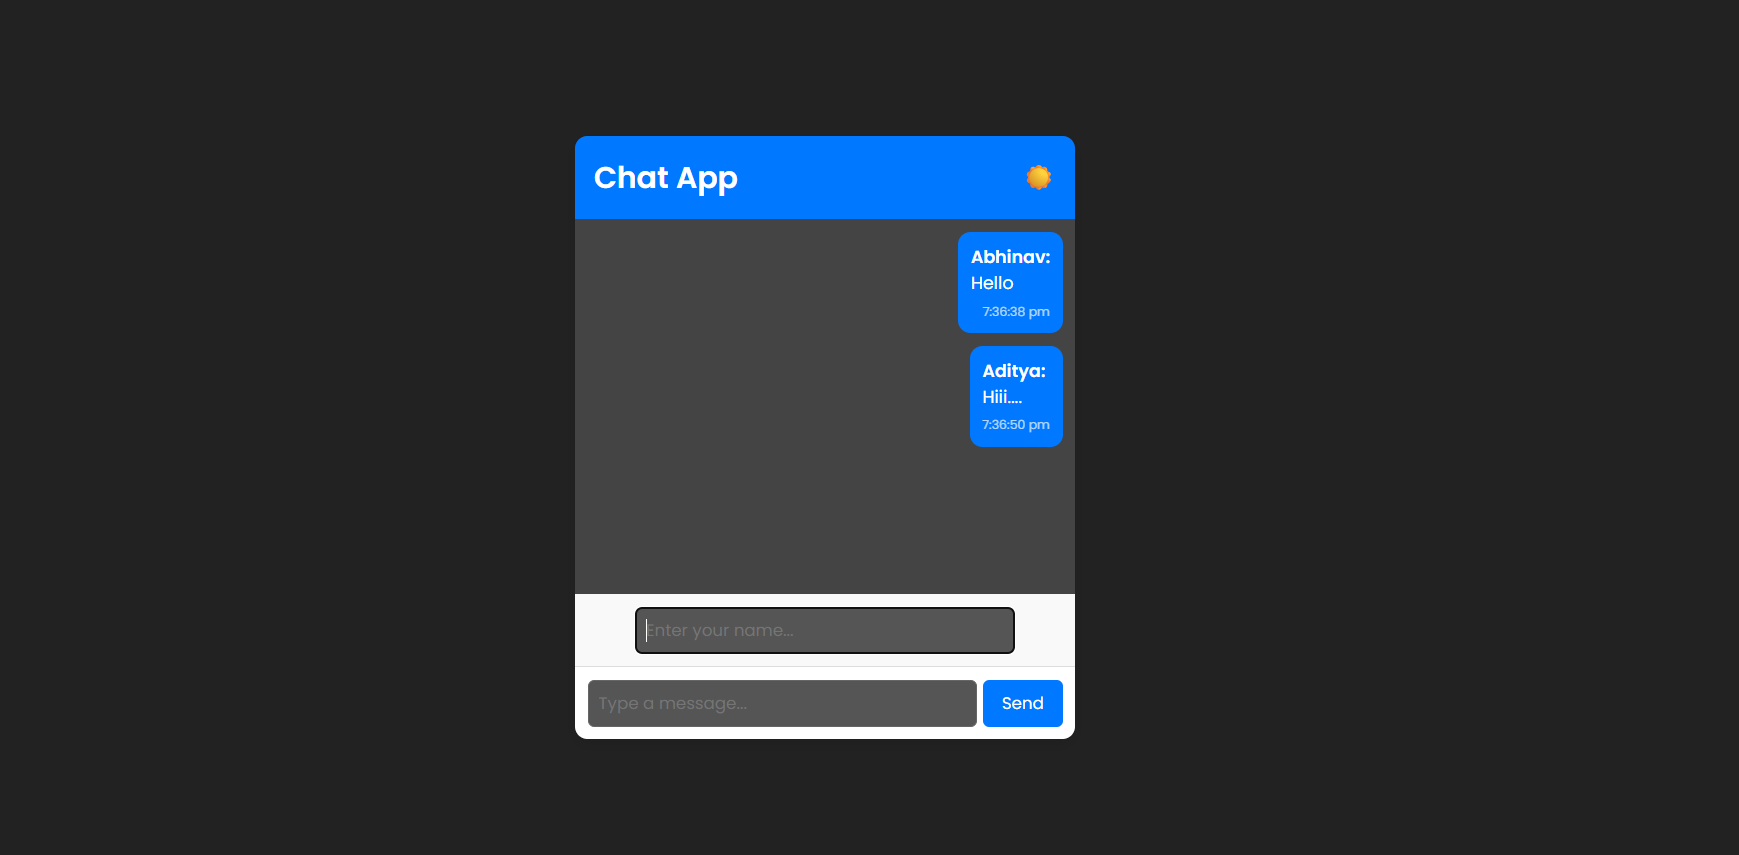 Chat App
Abhinav:
Hello
7:36:38 pm
Aditya:
Hiii....
7:36:50 pm
Enter your name...
Type a message...
Send